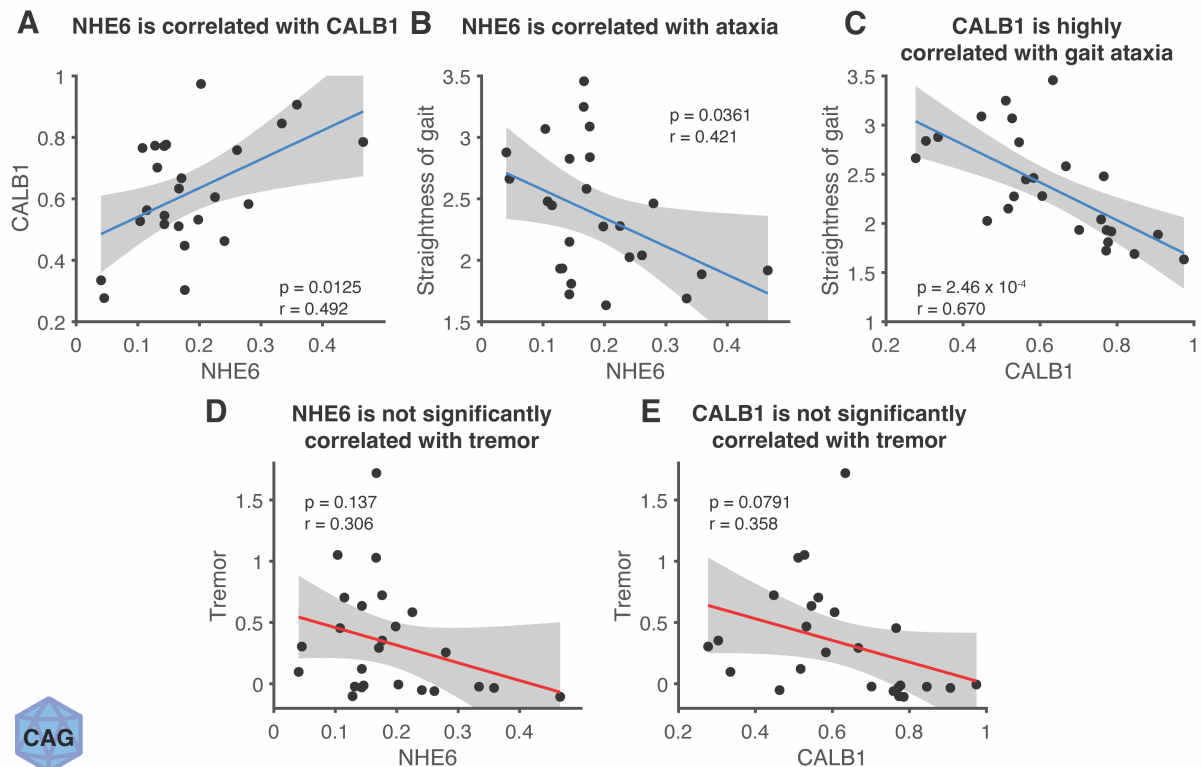 A NHE6 is correlated with CALB1
CALB1
1
0.8
0.6
0.4
0.2
p = 0.0125
r = 0.492
0 0.1 0.2 0.3 0.4
NHE6
B NHE6 is correlated with ataxia
Straightness of gait
3.5
3
2.5
2
1.5
p = 0.0361
r = 0.421
0 0.1 0.2 0.3 0.4
NHE6
C CALB1 is highly
correlated with gait ataxia
Straightness of gait
3.5
3
2.5
2
1.5
1
p = 2.46 x 10⁻⁴
r = 0.670
0.2 0.4 0.6 0.8 1
CALB1
D NHE6 is not significantly
correlated with tremor
Tremor
1.5
1
0.5
0
p = 0.137
r = 0.306
0 0.1 0.2 0.3 0.4
NHE6
E CALB1 is not significantly
correlated with tremor
Tremor
1.5
1
0.5
0
p = 0.0791
r = 0.358
0.2 0.4 0.6 0.8 1
CALB1
CAG